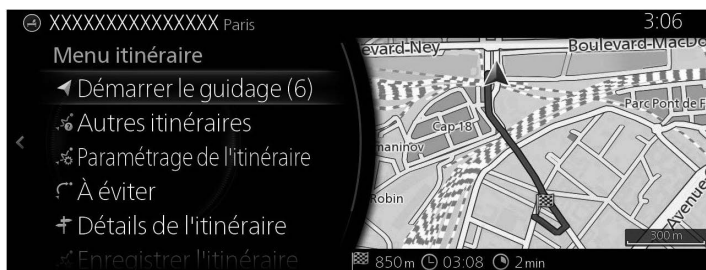 XXXXXXXXXXXXXXX Paris
3:06
Menu itinéraire
Démarrer le guidage (6)
Autres itinéraires
Paramétrage de l'itinéraire
À éviter
Détails de l'itinéraire
Enregistrer l'itinéraire
evard-Ney
Boulevard-MacDo
Parc Pont de F
Cap 18
maninov
Robin
Avenue
300 m
850 m 03:08 2 min